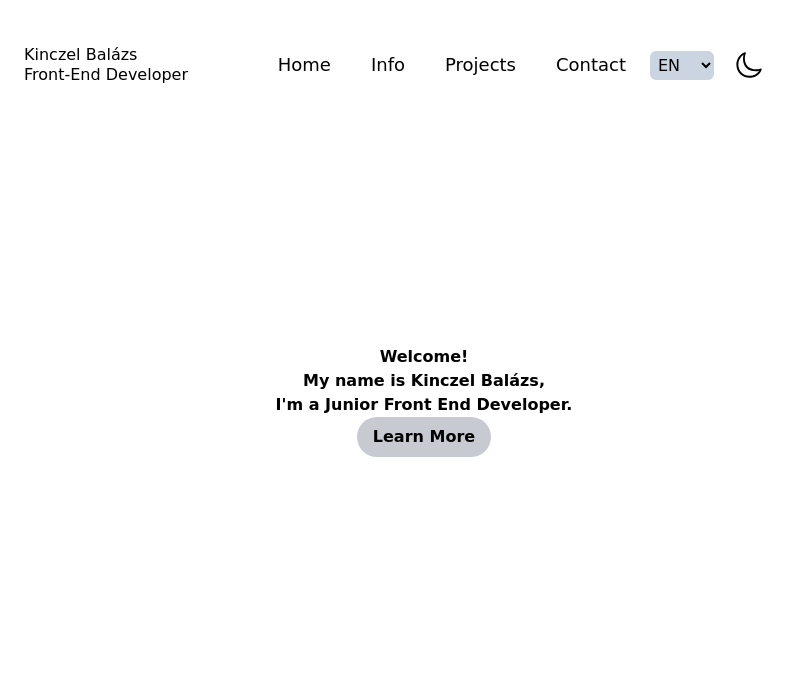 Kinczel Balázs
Front-End Developer
Home Info Projects Contact EN
Welcome!
My name is Kinczel Balázs,
I'm a Junior Front End Developer.
Learn More